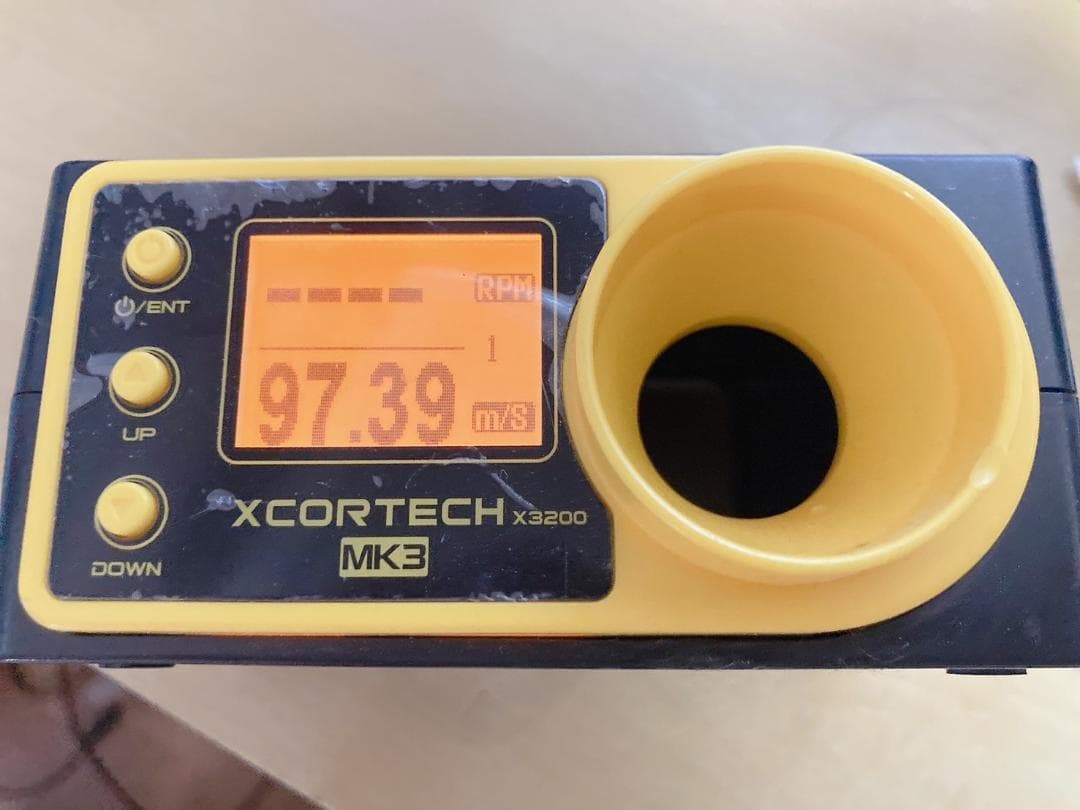 ---- RPM
1
97.39 m/S
⏻/ENT
UP
DOWN
XCORTECH X3200
MK3